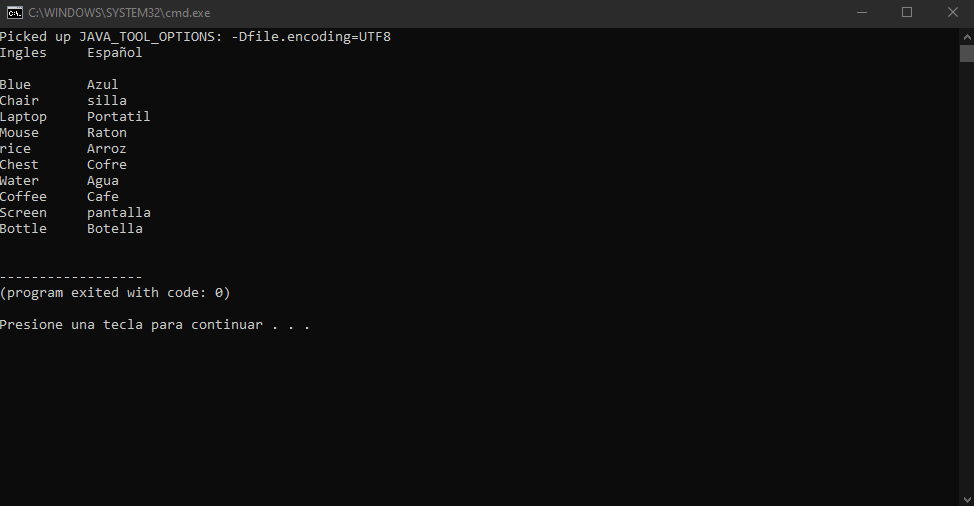 C:\WINDOWS\SYSTEM32\cmd.exe
Picked up JAVA_TOOL_OPTIONS: -Dfile.encoding=UTF8
Ingles     Español
Blue       Azul
Chair      silla
Laptop     Portatil
Mouse      Raton
rice       Arroz
Chest      Cofre
Water      Agua
Coffee     Cafe
Screen     pantalla
Bottle     Botella
------------------
(program exited with code: 0)
Presione una tecla para continuar . . .